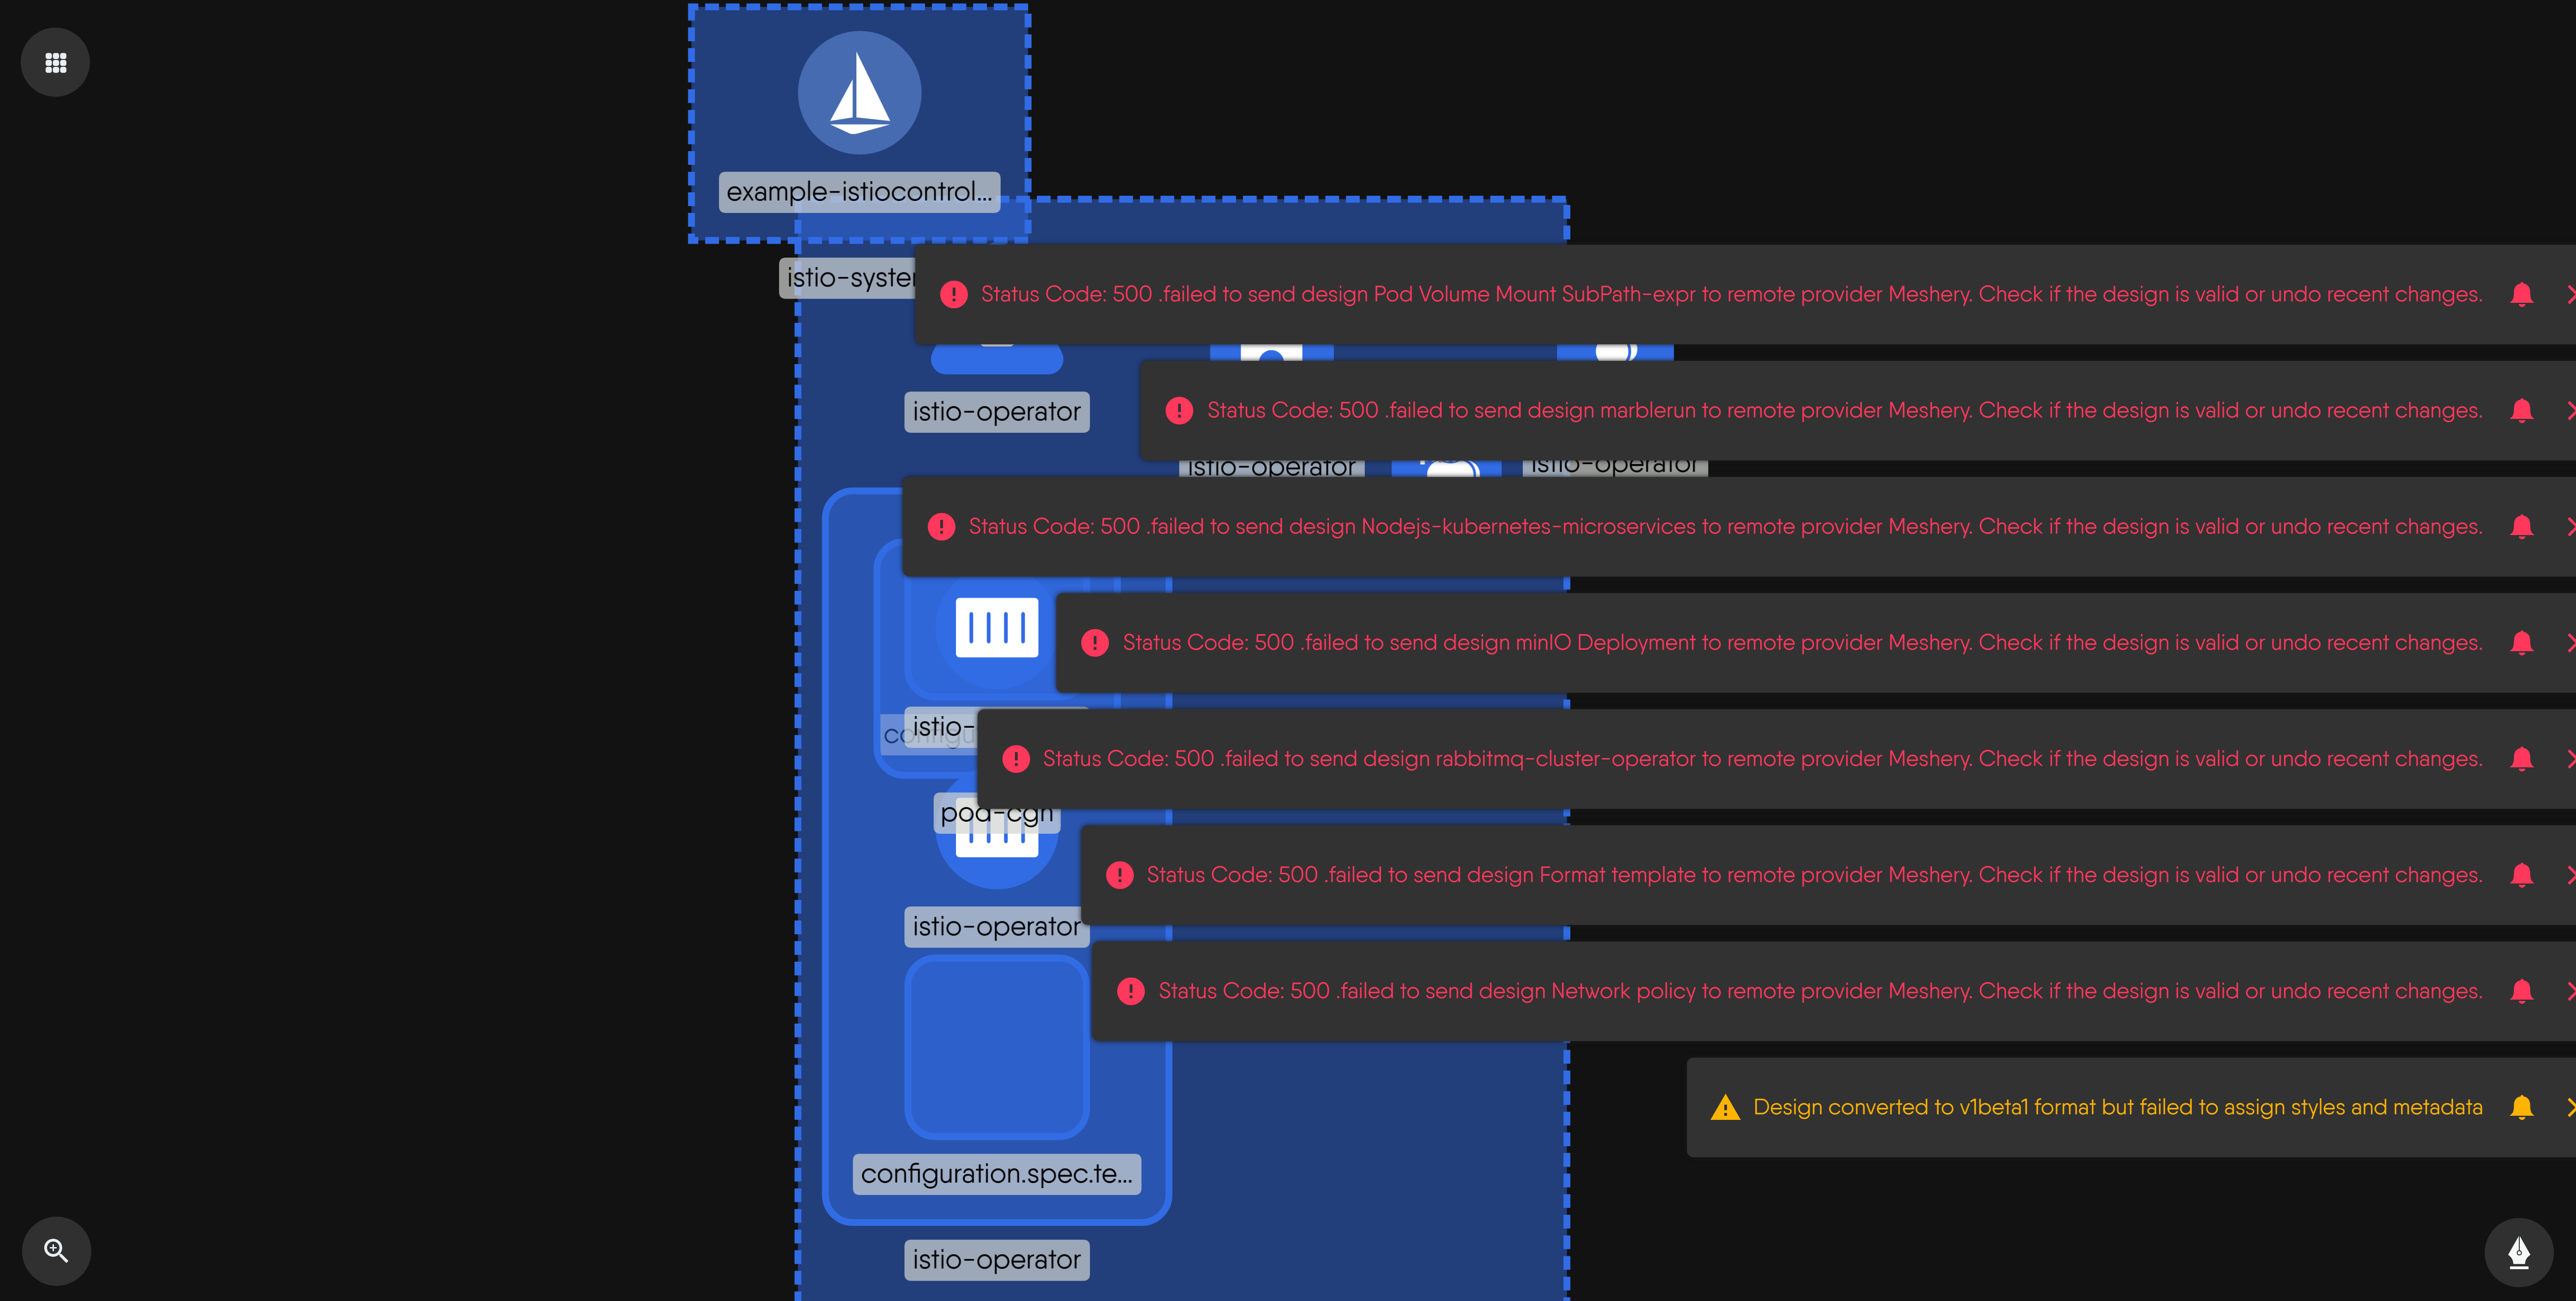 example-istiocontrol...
Status Code: 500 .failed to send design Pod Volume Mount SubPath-expr to remote provider Meshery. Check if the design is valid or undo recent changes.
istio-operator
Status Code: 500 .failed to send design marblerun to remote provider Meshery. Check if the design is valid or undo recent changes.
istio-operator
istio-operator
Status Code: 500 .failed to send design Nodejs-kubernetes-microservices to remote provider Meshery. Check if the design is valid or undo recent changes.
Status Code: 500 .failed to send design minIO Deployment to remote provider Meshery. Check if the design is valid or undo recent changes.
istio-
Status Code: 500 .failed to send design rabbitmq-cluster-operator to remote provider Meshery. Check if the design is valid or undo recent changes.
pod-cgn
Status Code: 500 .failed to send design Format template to remote provider Meshery. Check if the design is valid or undo recent changes.
istio-operator
Status Code: 500 .failed to send design Network policy to remote provider Meshery. Check if the design is valid or undo recent changes.
Design converted to v1beta1 format but failed to assign styles and metadata
configuration.spec.te...
istio-operator